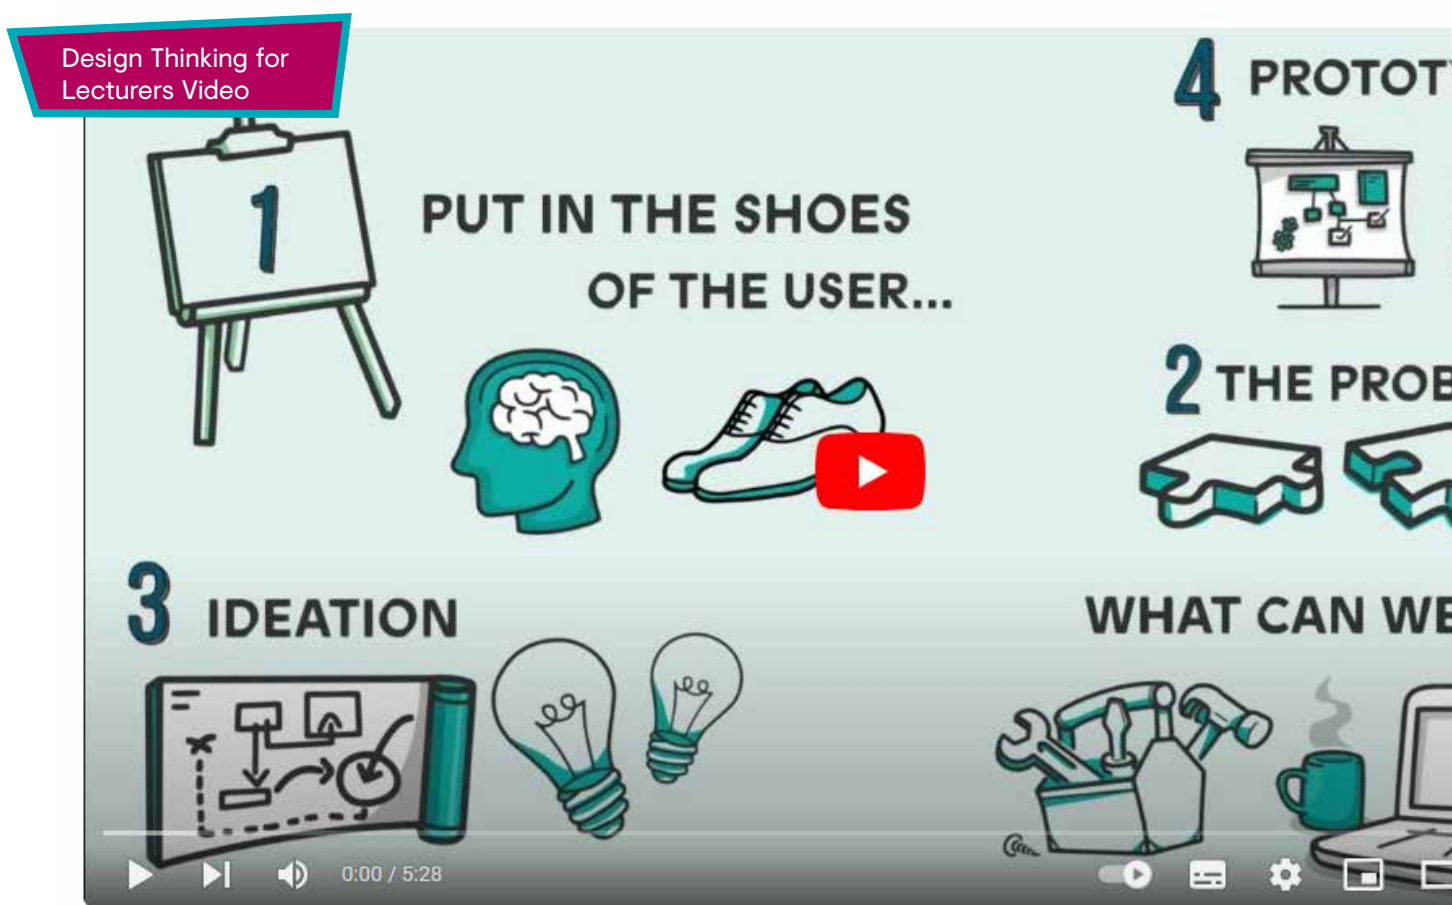 Design Thinking for
Lecturers Video
1
PUT IN THE SHOES
OF THE USER...
4 PROTOT
2 THE PROB
3 IDEATION
WHAT CAN WE
0:00 / 5:28